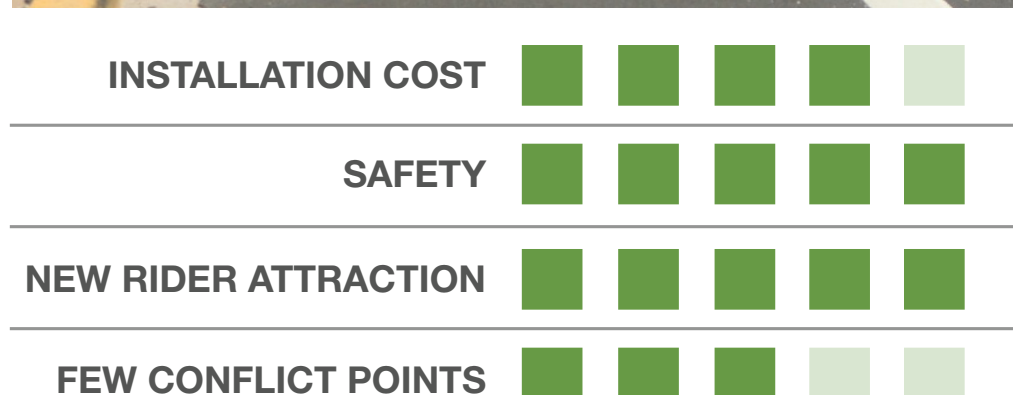 INSTALLATION COST
SAFETY
NEW RIDER ATTRACTION
FEW CONFLICT POINTS